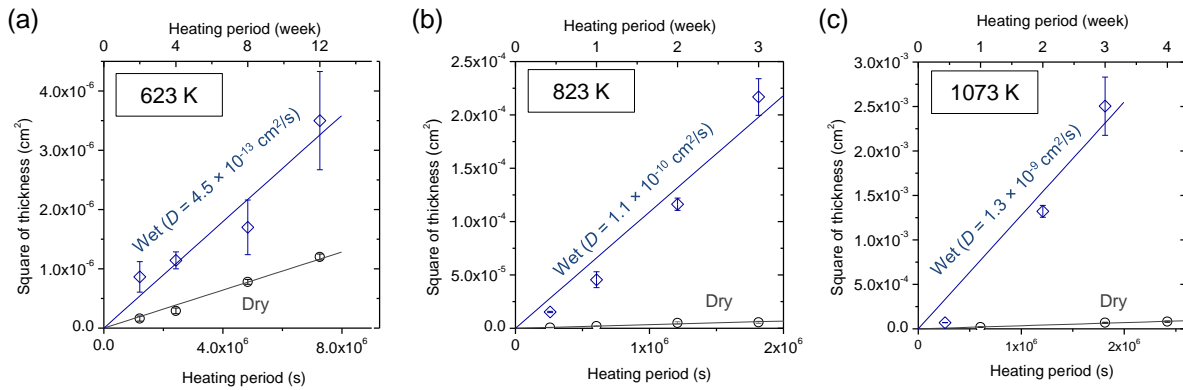 (a)
Heating period (week)
0 2 4 6 8 10 12
623 K
Square of thickness (cm²)
4.0x10⁻⁶
3.0x10⁻⁶
2.0x10⁻⁶
1.0x10⁻⁶
0.0
Wet (D = 4.5 × 10⁻¹³ cm²/s)
Dry
0.0 4.0x10⁶ 8.0x10⁶
Heating period (s)
(b)
Heating period (week)
0 1 2 3
823 K
Square of thickness (cm²)
2.5x10⁻⁴
2.0x10⁻⁴
1.5x10⁻⁴
1.0x10⁻⁴
5.0x10⁻⁵
0.0
Wet (D = 1.1 × 10⁻¹⁰ cm²/s)
Dry
0 1x10⁶ 2x10⁶
Heating period (s)
(c)
Heating period (week)
0 1 2 3 4
1073 K
Square of thickness (cm²)
3.0x10⁻³
2.5x10⁻³
2.0x10⁻³
1.5x10⁻³
1.0x10⁻³
5.0x10⁻⁴
0.0
Wet (D = 1.3 × 10⁻⁹ cm²/s)
Dry
0 1x10⁶ 2x10⁶
Heating period (s)